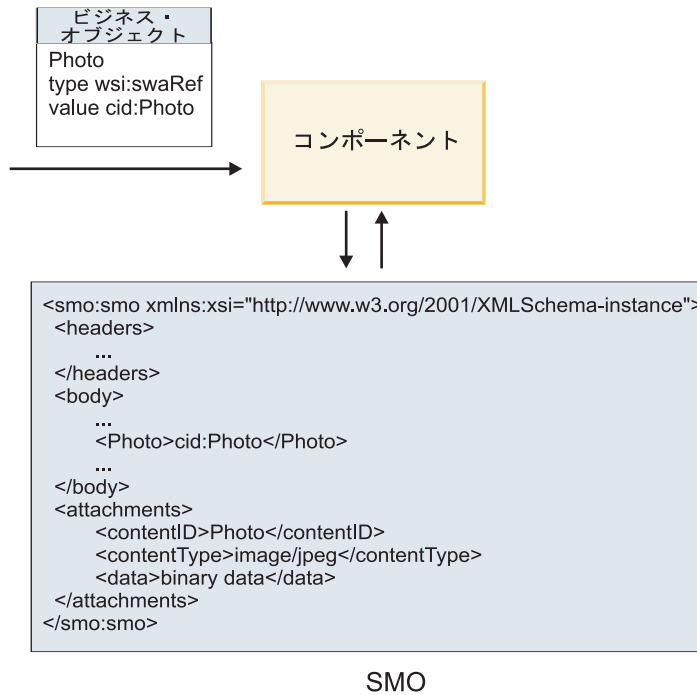 ビジネス・
オブジェクト
Photo
type wsi:swaRef
value cid:Photo
コンポーネント
<smo:smo xmlns:xsi="http://www.w3.org/2001/XMLSchema-instance">
<headers>
...
</headers>
<body>
...
<Photo>cid:Photo</Photo>
...
</body>
<attachments>
<contentID>Photo</contentID>
<contentType>image/jpeg</contentType>
<data>binary data</data>
</attachments>
</smo:smo>
SMO